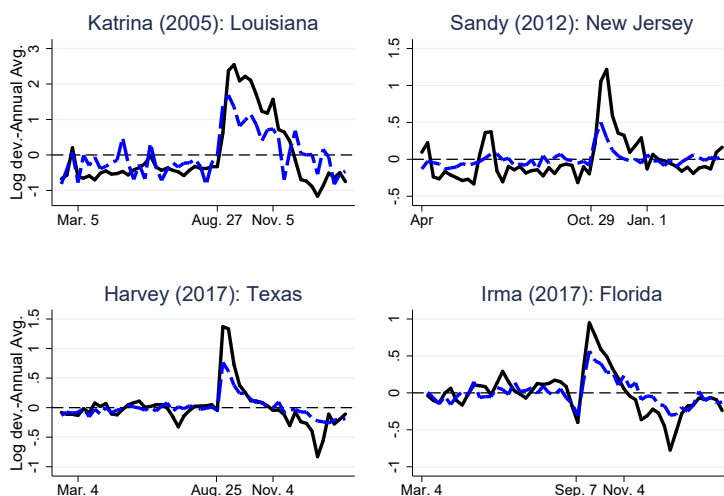 Katrina (2005): Louisiana
Log dev.-Annual Avg.
3
2
1
0
-1
Mar. 5
Aug. 27
Nov. 5
Sandy (2012): New Jersey
1.5
1
.5
0
-.5
Apr
Oct. 29
Jan. 1
Harvey (2017): Texas
Log dev.-Annual Avg.
1.5
1
.5
0
-.5
-1
Mar. 4
Aug. 25
Nov. 4
Irma (2017): Florida
1
.5
0
-.5
-1
Mar. 4
Sep. 7
Nov. 4